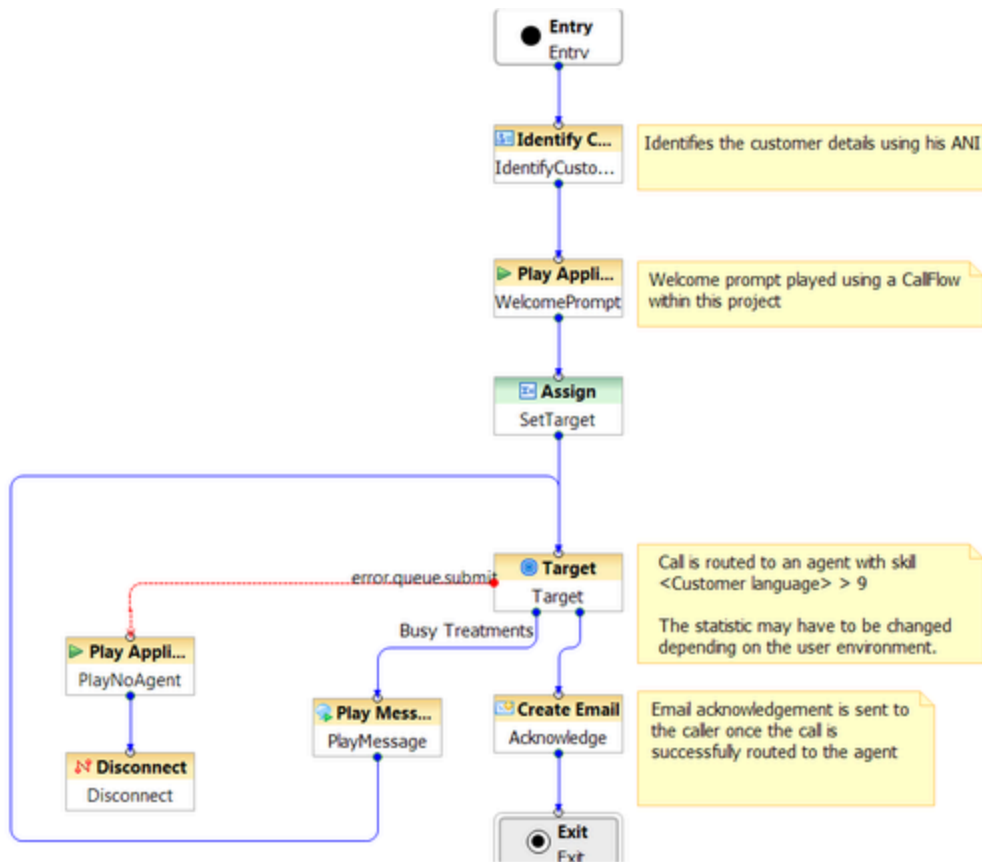 Entry
Entry
Identify C...
IdentifyCusto...
Identifies the customer details using his ANI
Play Appli...
WelcomePrompt
Welcome prompt played using a CallFlow
within this project
Assign
SetTarget
Target
Target
Call is routed to an agent with skill
<Customer language> > 9
The statistic may have to be changed
depending on the user environment.
error.queue.submit
Busy Treatments
Play Appli...
PlayNoAgent
Disconnect
Disconnect
Play Mess...
PlayMessage
Create Email
Acknowledge
Email acknowledgement is sent to
the caller once the call is
successfully routed to the agent
Exit
Exit